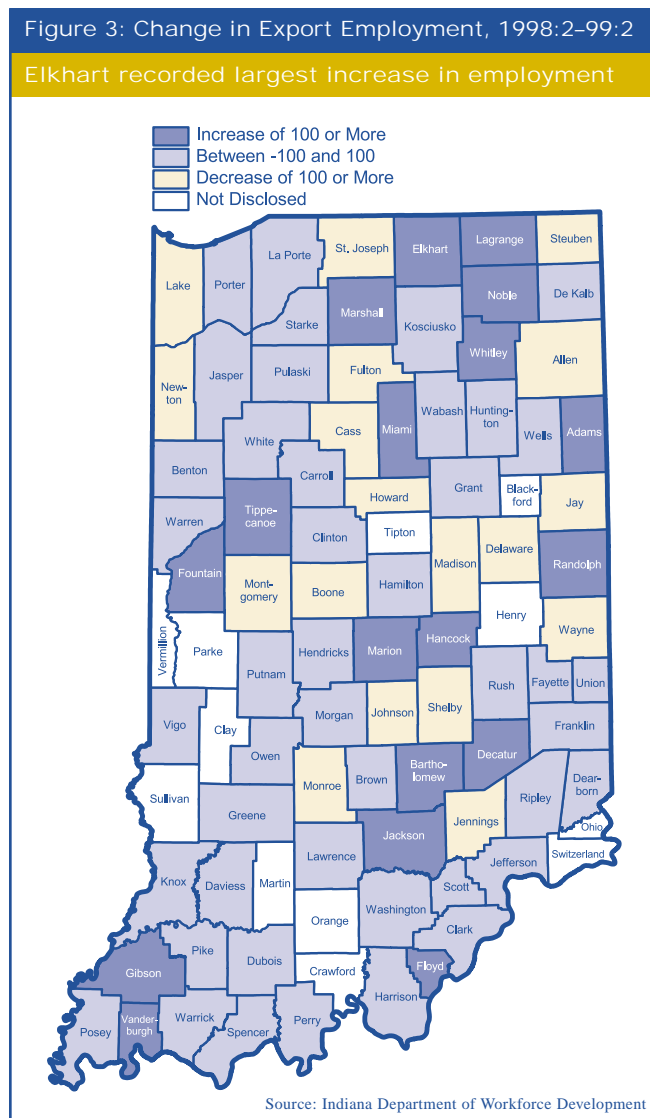 Figure 3: Change in Export Employment, 1998:2–99:2
Elkhart recorded largest increase in employment
Increase of 100 or More
Between -100 and 100
Decrease of 100 or More
Not Disclosed
Lake
Porter
La Porte
St. Joseph
Elkhart
Lagrange
Steuben
Noble
De Kalb
Starke
Marshall
Kosciusko
Whitley
Allen
New-
ton
Jasper
Pulaski
Fulton
Wabash
Hunting-
ton
Miami
Cass
White
Wells
Adams
Benton
Carroll
Grant
Black-
ford
Jay
Howard
Warren
Tippe-
canoe
Clinton
Tipton
Madison
Delaware
Randolph
Fountain
Mont-
gomery
Boone
Hamilton
Henry
Wayne
Vermillion
Parke
Putnam
Hendricks
Marion
Hancock
Rush
Fayette
Union
Vigo
Clay
Owen
Morgan
Johnson
Shelby
Franklin
Decatur
Sullivan
Greene
Monroe
Brown
Bartho-
lomew
Jennings
Ripley
Dear-
born
Ohio
Switzerland
Jackson
Lawrence
Jefferson
Knox
Daviess
Martin
Orange
Washington
Scott
Clark
Gibson
Pike
Dubois
Crawford
Floyd
Harrison
Posey
Vander-
burgh
Warrick
Spencer
Perry
Source: Indiana Department of Workforce Development